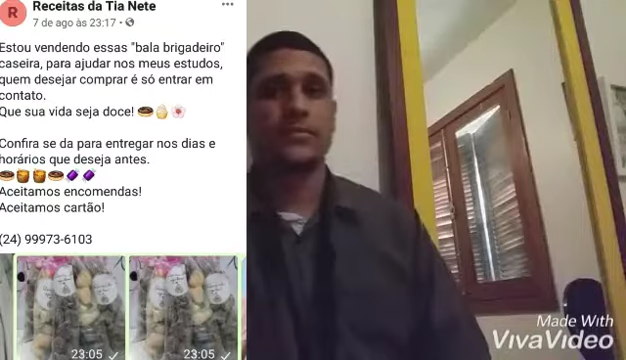 R
Receitas da Tia Nete
7 de ago às 23:17 •
Estou vendendo essas "bala brigadeiro"
caseira, para ajudar nos meus estudos,
quem desejar comprar é só entrar em
contato.
Que sua vida seja doce! 🍩🍦🌸
Confira se da para entregar nos dias e
horários que deseja antes.
Aceitamos encomendas!
Aceitamos cartão!
(24) 99973-6103
23:05
23:05
Made With
VivaVideo